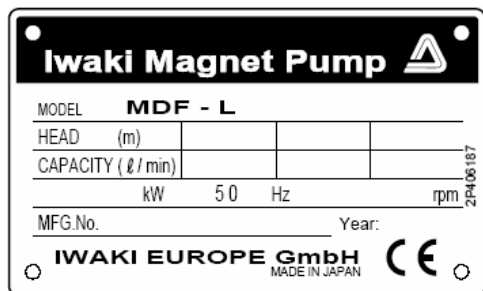 Iwaki Magnet Pump
MODEL MDF - L
HEAD (m)
CAPACITY ( ℓ / min)
kW 50 Hz rpm
MFG.No. Year:
IWAKI EUROPE GmbH
MADE IN JAPAN
CE
2P406187